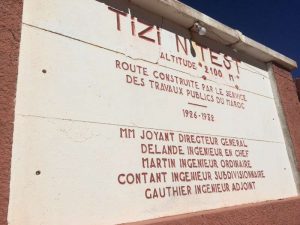 TIZI N'TEST
ALTITUDE 2100 m
ROUTE CONSTRUITE PAR LE SERVICE
DES TRAVAUX PUBLICS DU MAROC
1926-1928
MM JOYANT DIRECTEUR GENERAL
DELANDE INGENIEUR EN CHEF
MARTIN INGENIEUR ORDINAIRE
CONTANT INGENIEUR SUBDIVISIONNAIRE
GAUTHIER INGENIEUR ADJOINT